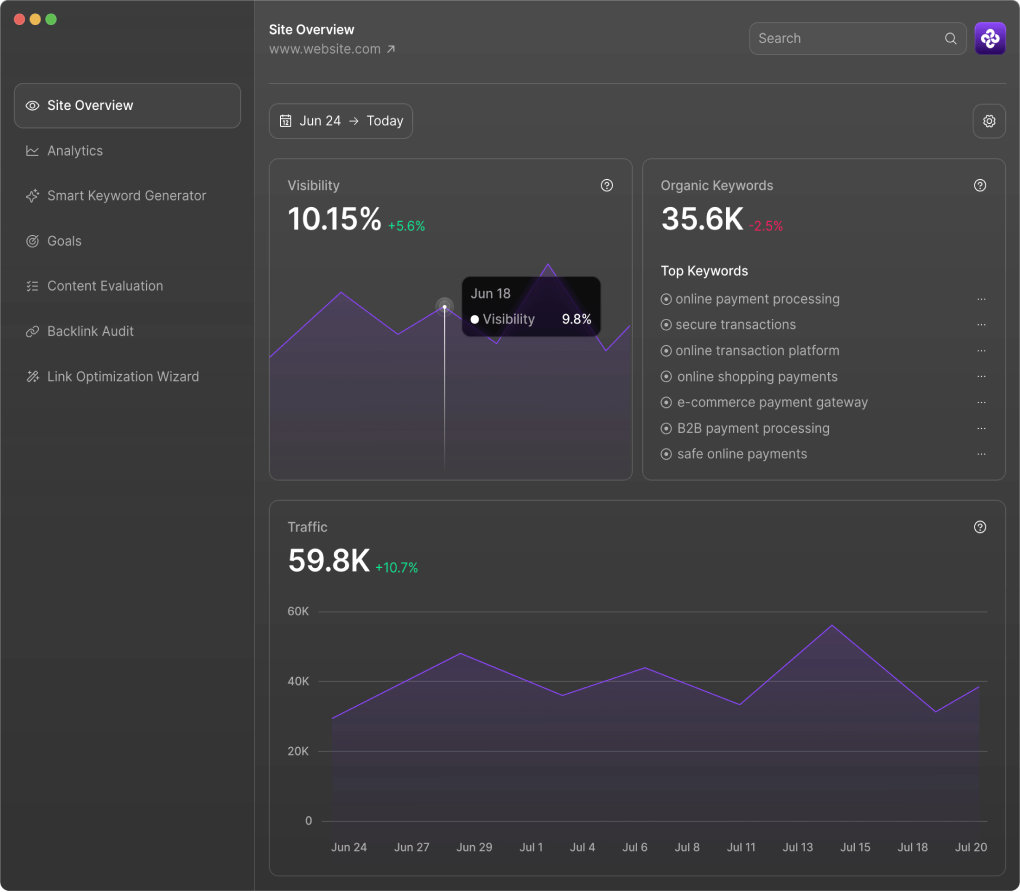 Site Overview
www.website.com
Search
Site Overview
Analytics
Smart Keyword Generator
Goals
Content Evaluation
Backlink Audit
Link Optimization Wizard
12
Jun 24 → Today
Visibility
10.15% +5.6%
Jun 18
Visibility 9.8%
Organic Keywords
35.6K -2.5%
Top Keywords
online payment processing
secure transactions
online transaction platform
online shopping payments
e-commerce payment gateway
B2B payment processing
safe online payments
Traffic
59.8K +10.7%
60K
40K
20K
0
Jun 24 Jun 27 Jun 29 Jul 1 Jul 4 Jul 6 Jul 8 Jul 11 Jul 13 Jul 15 Jul 18 Jul 20